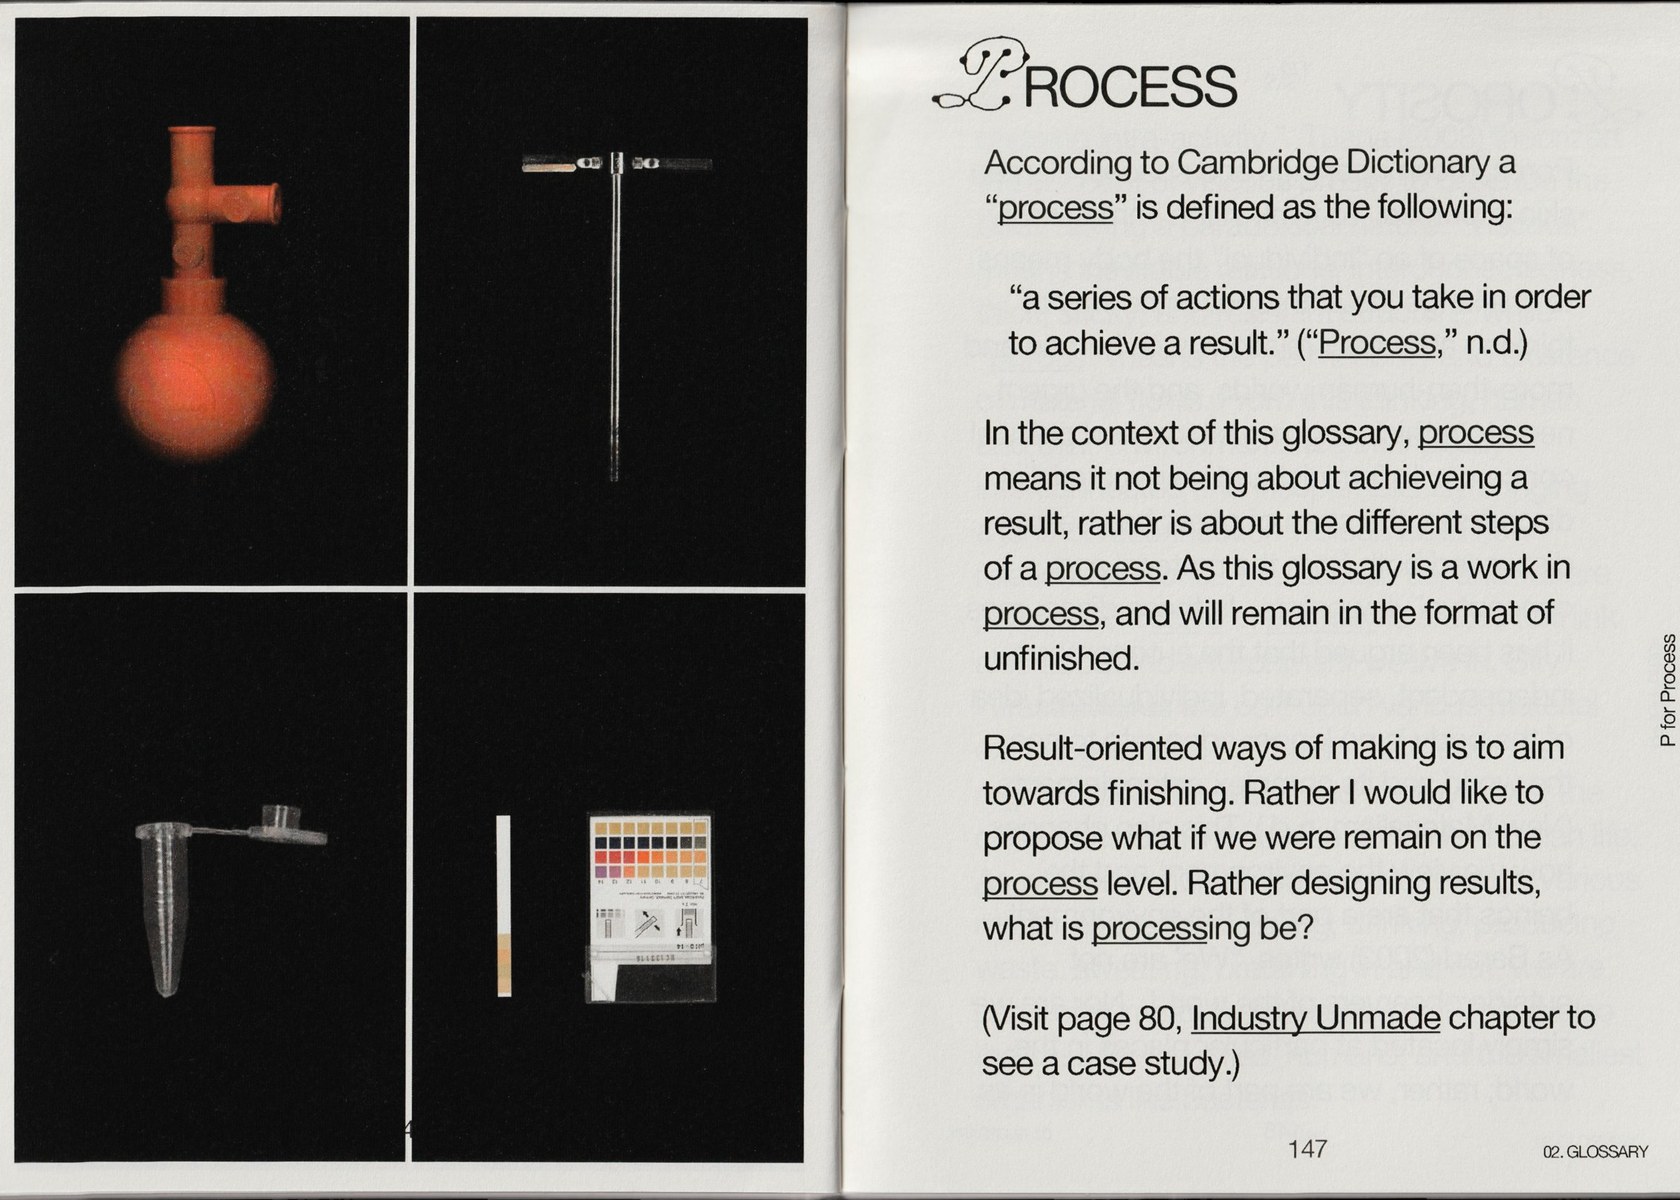 PROCESS
According to Cambridge Dictionary a
“process” is defined as the following:
“a series of actions that you take in order
to achieve a result.” (“Process,” n.d.)
In the context of this glossary, process
means it not being about achieveing a
result, rather is about the different steps
of a process. As this glossary is a work in
process, and will remain in the format of
unfinished.
Result-oriented ways of making is to aim
towards finishing. Rather I would like to
propose what if we were remain on the
process level. Rather designing results,
what is processing be?
(Visit page 80, Industry Unmade chapter to
see a case study.)
P for Process
147
02. GLOSSARY